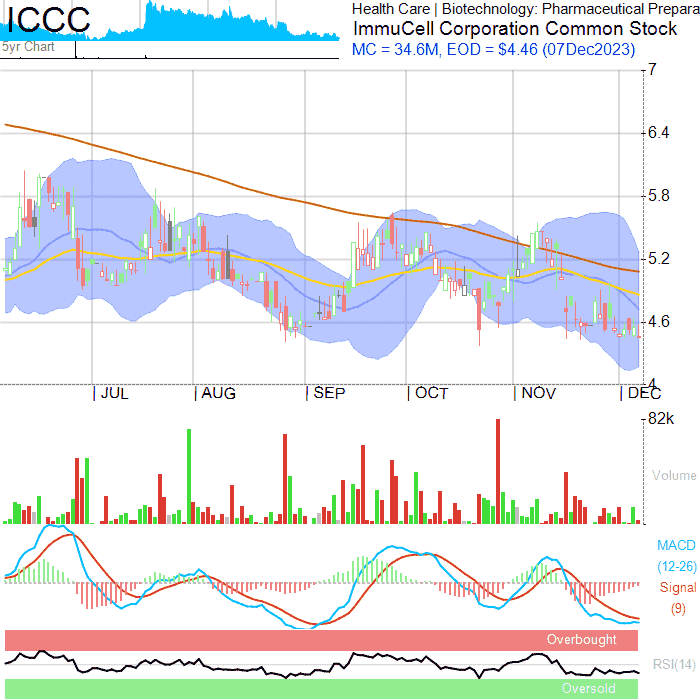 ICCC
5yr Chart
Health Care | Biotechnology: Pharmaceutical Prepara
ImmuCell Corporation Common Stock
MC = 34.6M, EOD = $4.46 (07Dec2023)
7
6.4
5.8
5.2
4.6
4
JUL AUG SEP OCT NOV DEC
82k
Volume
MACD
(12-26)
Signal
(9)
Overbought
RSI(14)
Oversold